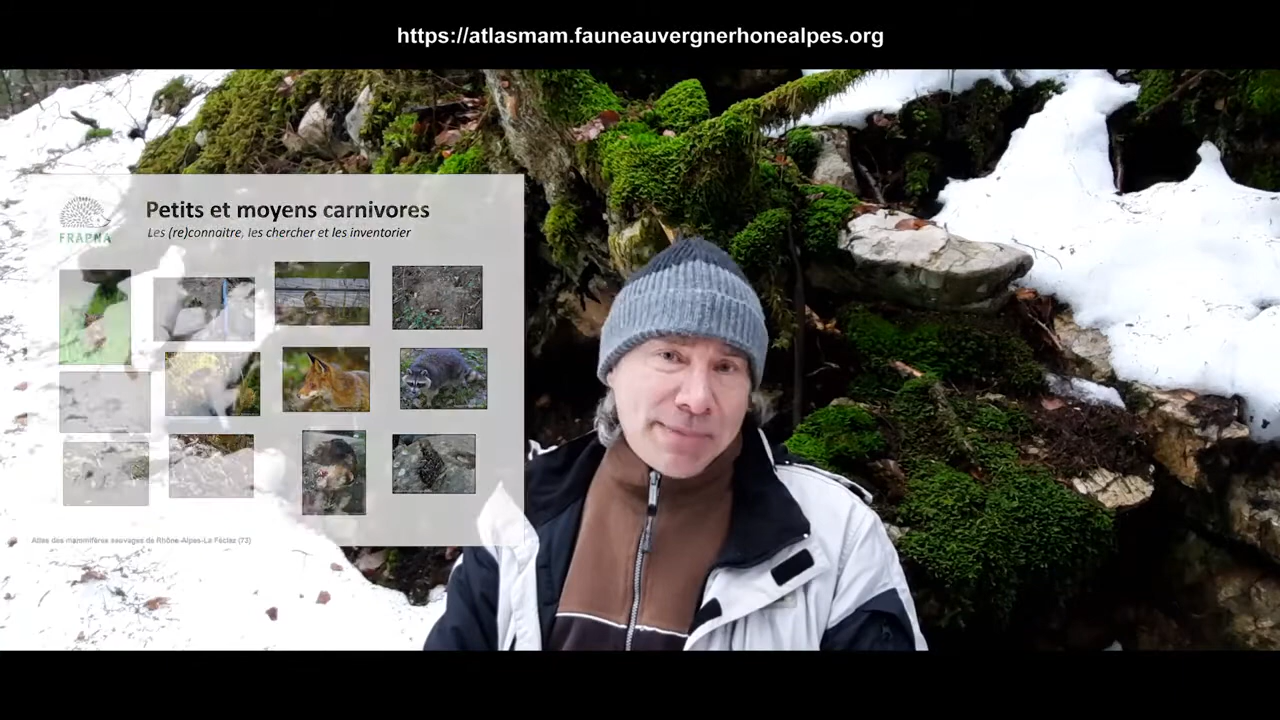 https://atlasmam.fauneauvergnerhonealpes.org
Petits et moyens carnivores
Les (re)connaitre, les chercher et les inventorier
FRAPNA
Atlas des mammifères sauvages de Rhône-Alpes-La Féclaz (73)